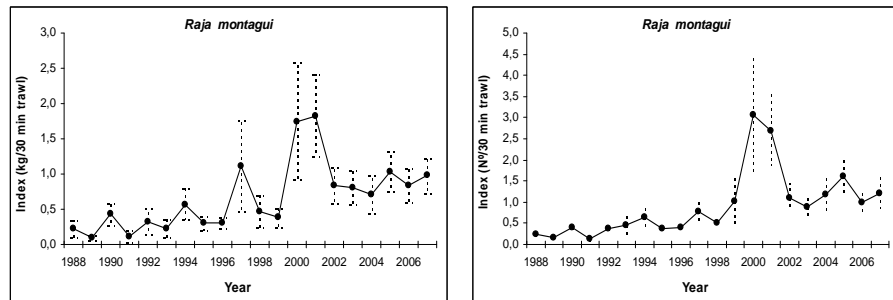 Raja montagui
Index (kg/30 min trawl)
3,0
2,5
2,0
1,5
1,0
0,5
0,0
1988 1990 1992 1994 1996 1998 2000 2002 2004 2006
Year
Raja montagui
Index (Nº/30 min trawl)
5,0
4,5
4,0
3,5
3,0
2,5
2,0
1,5
1,0
0,5
0,0
1988 1990 1992 1994 1996 1998 2000 2002 2004 2006
Year